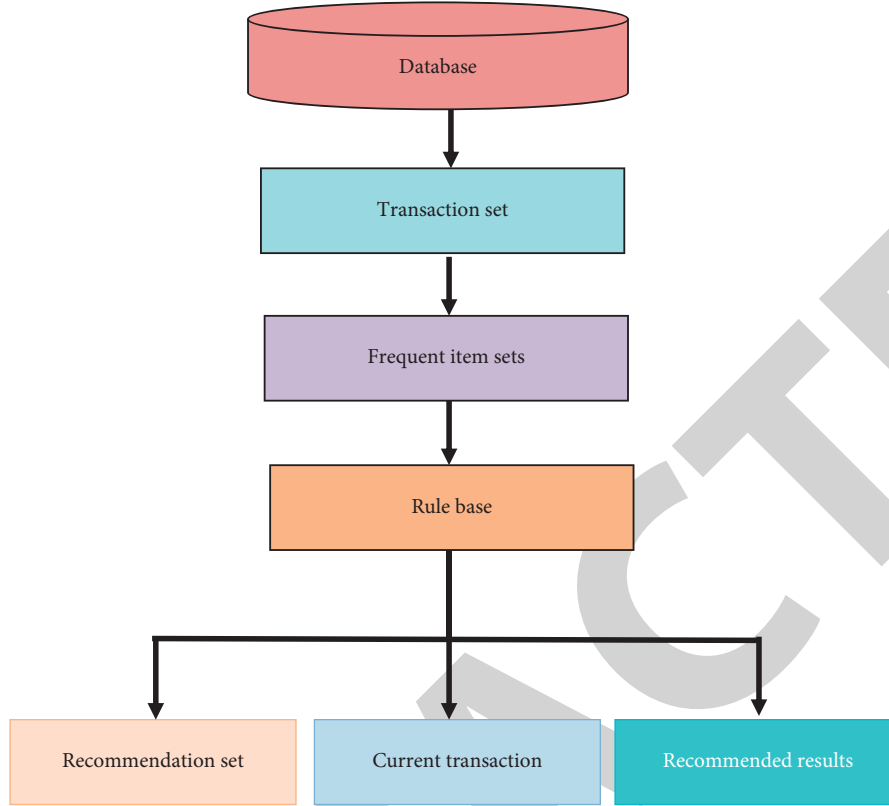 Database
Transaction set
Frequent item sets
Rule base
Recommendation set
Current transaction
Recommended results